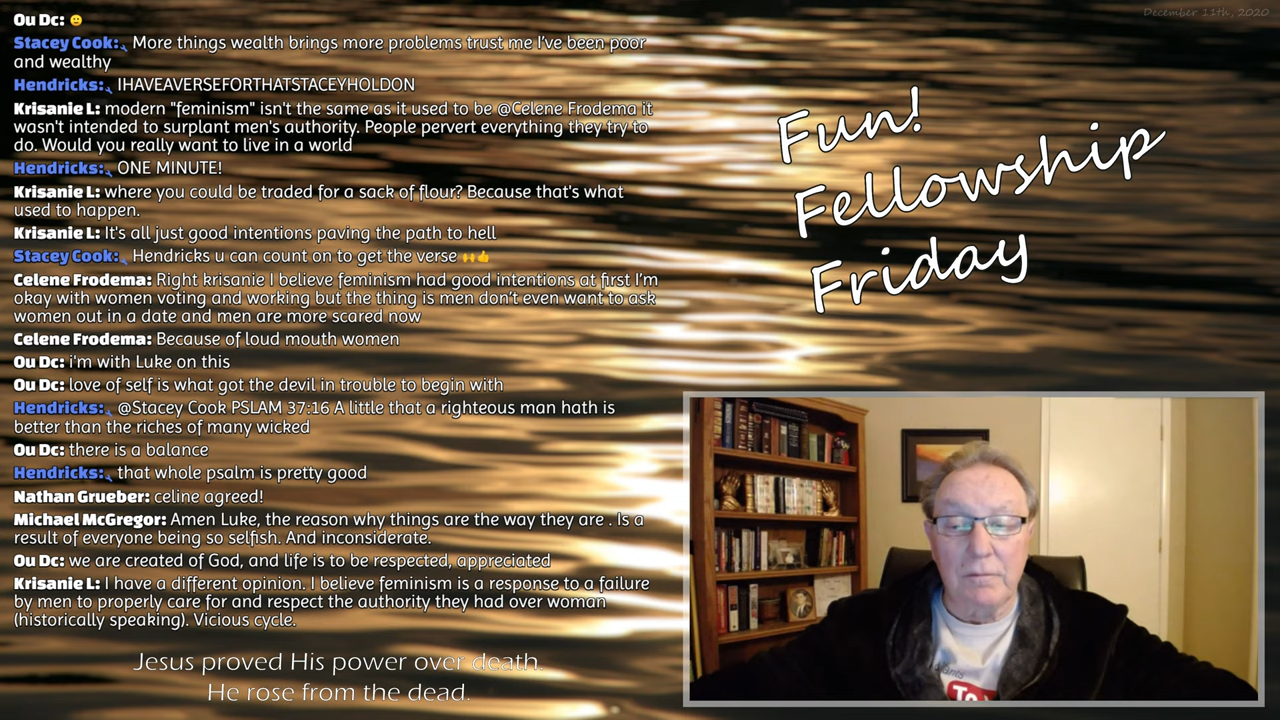 Ou Dc: 🙂
Stacey Cook: More things wealth brings more problems trust me I've been poor
and wealthy
Hendricks: IHAVEAVERSEFORTHATSTACEYHOLDON
Krisanie L: modern "feminism" isn't the same as it used to be @Celene Frodema it
wasn't intended to surplant men's authority. People pervert everything they try to
do. Would you really want to live in a world
Hendricks: ONE MINUTE!
Krisanie L: where you could be traded for a sack of flour? Because that's what
used to happen.
Krisanie L: It's all just good intentions paving the path to hell
Stacey Cook: Hendricks u can count on to get the verse 🙌👍
Celene Frodema: Right krisanie I believe feminism had good intentions at first I'm
okay with women voting and working but the thing is men don't even want to ask
women out in a date and men are more scared now
Celene Frodema: Because of loud mouth women
Ou Dc: i'm with Luke on this
Ou Dc: love of self is what got the devil in trouble to begin with
Hendricks: @Stacey Cook PSLAM 37:16 A little that a righteous man hath is
better than the riches of many wicked
Ou Dc: there is a balance
Hendricks: that whole psalm is pretty good
Nathan Grueber: celine agreed!
Michael McGregor: Amen Luke, the reason why things are the way they are . Is a
result of everyone being so selfish. And inconsiderate.
Ou Dc: we are created of God, and life is to be respected, appreciated
Krisanie L: I have a different opinion. I believe feminism is a response to a failure
by men to properly care for and respect the authority they had over woman
(historically speaking). Vicious cycle.
Jesus proved His power over death.
He rose from the dead.
December 11th, 2020
Fun!
Fellowship
Friday